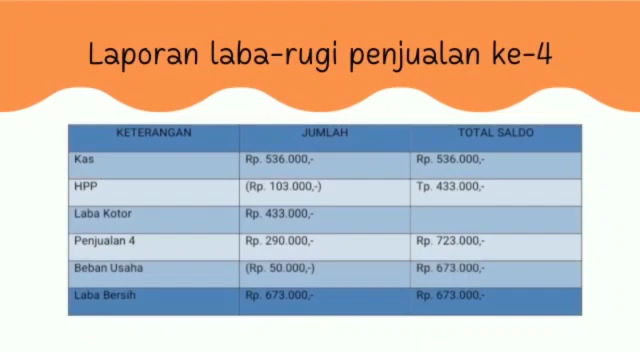 Laporan laba-rugi penjualan ke-4
KETERANGAN JUMLAH TOTAL SALDO
Kas Rp. 536.000,- Rp. 536.000,-
HPP (Rp. 103.000,-) Tp. 433.000,-
Laba Kotor Rp. 433.000,-
Penjualan 4 Rp. 290.000,- Rp. 723.000,-
Beban Usaha (Rp. 50.000,-) Rp. 673.000,-
Laba Bersih Rp. 673.000,- Rp. 673.000,-